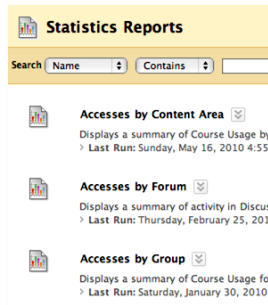 Statistics Reports
Search Name Contains
Accesses by Content Area
Displays a summary of Course Usage by
> Last Run: Sunday, May 16, 2010 4:55
Accesses by Forum
Displays a summary of activity in Discus
> Last Run: Thursday, February 25, 201
Accesses by Group
Displays a summary of Course Usage fo
> Last Run: Saturday, January 30, 2010